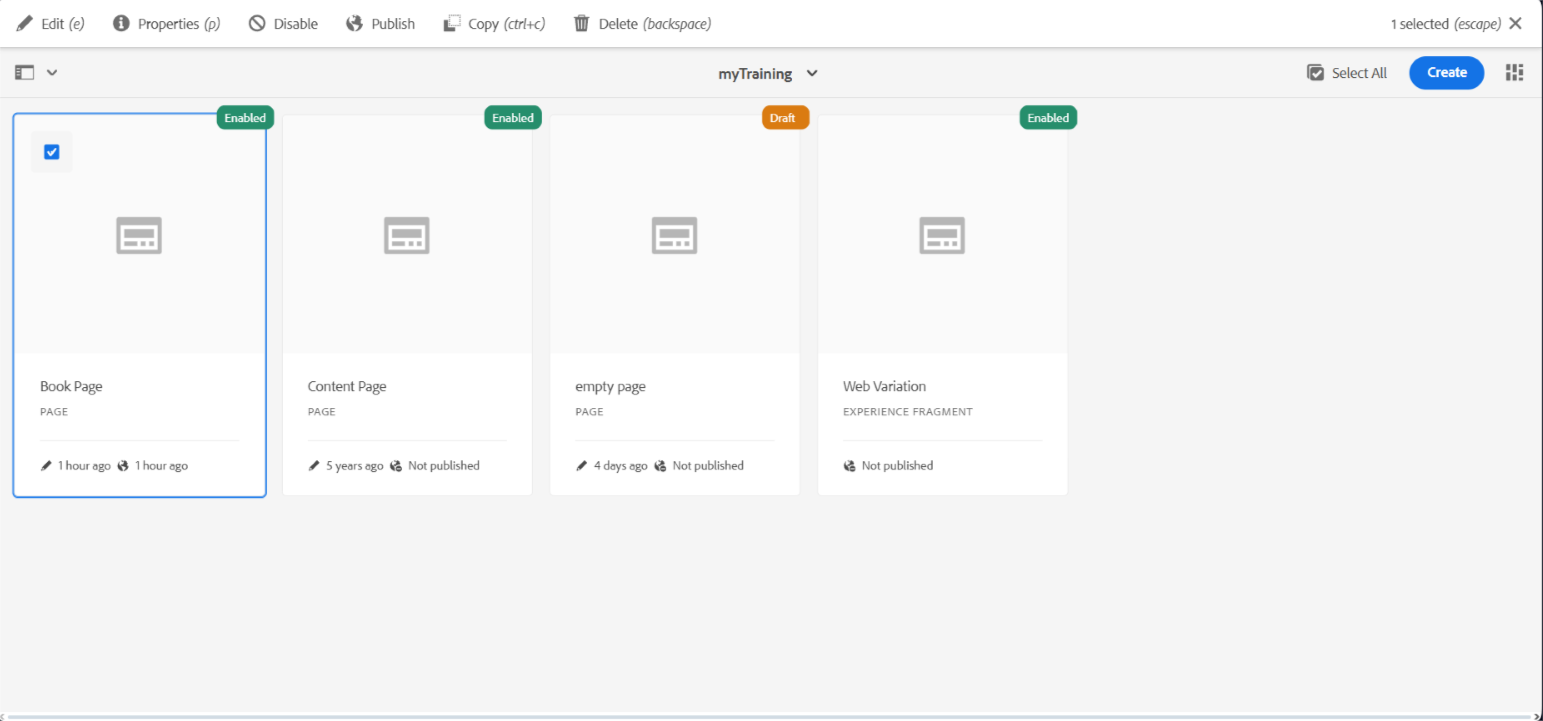 Edit (e) Properties (p) Disable Publish Copy (ctrl+c) Delete (backspace) 1 selected (escape)
myTraining Select All Create
Enabled Enabled Draft Enabled
Book Page Content Page empty page Web Variation
PAGE PAGE PAGE EXPERIENCE FRAGMENT
1 hour ago 1 hour ago 5 years ago Not published 4 days ago Not published Not published